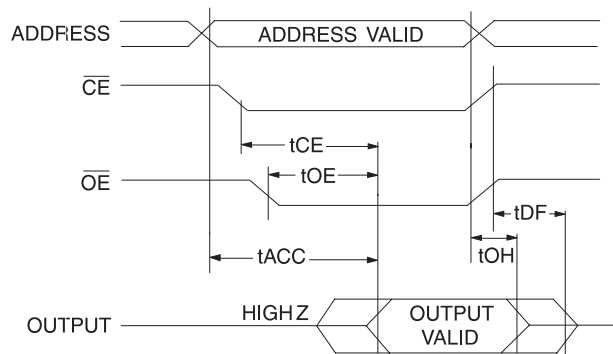 ADDRESS
ADDRESS VALID
CE
tCE
OE
tOE
tDF
tACC
tOH
OUTPUT
HIGH Z
OUTPUT
VALID